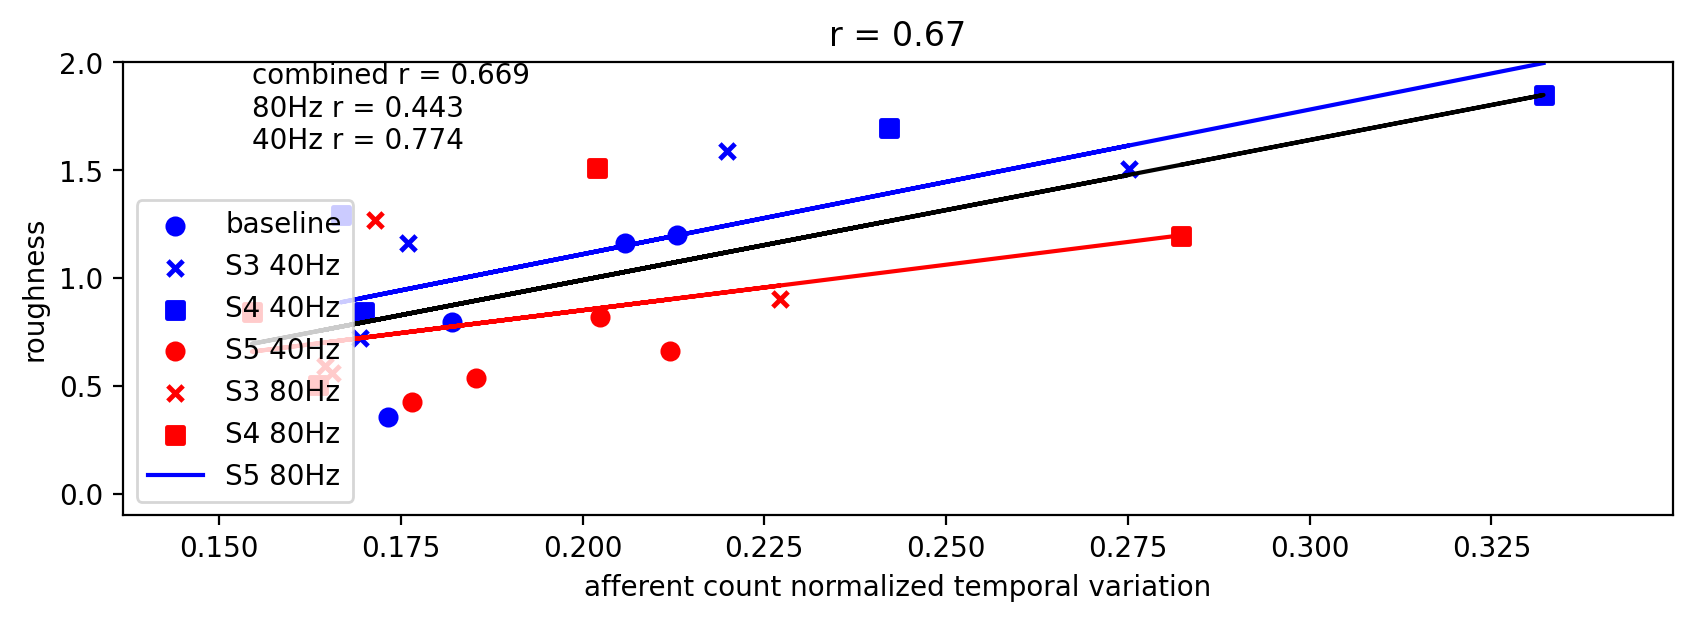 r = 0.67
combined r = 0.669
80Hz r = 0.443
40Hz r = 0.774
2.0
1.5
1.0
0.5
0.0
roughness
baseline
S3 40Hz
S4 40Hz
S5 40Hz
S3 80Hz
S4 80Hz
S5 80Hz
0.150 0.175 0.200 0.225 0.250 0.275 0.300 0.325
afferent count normalized temporal variation